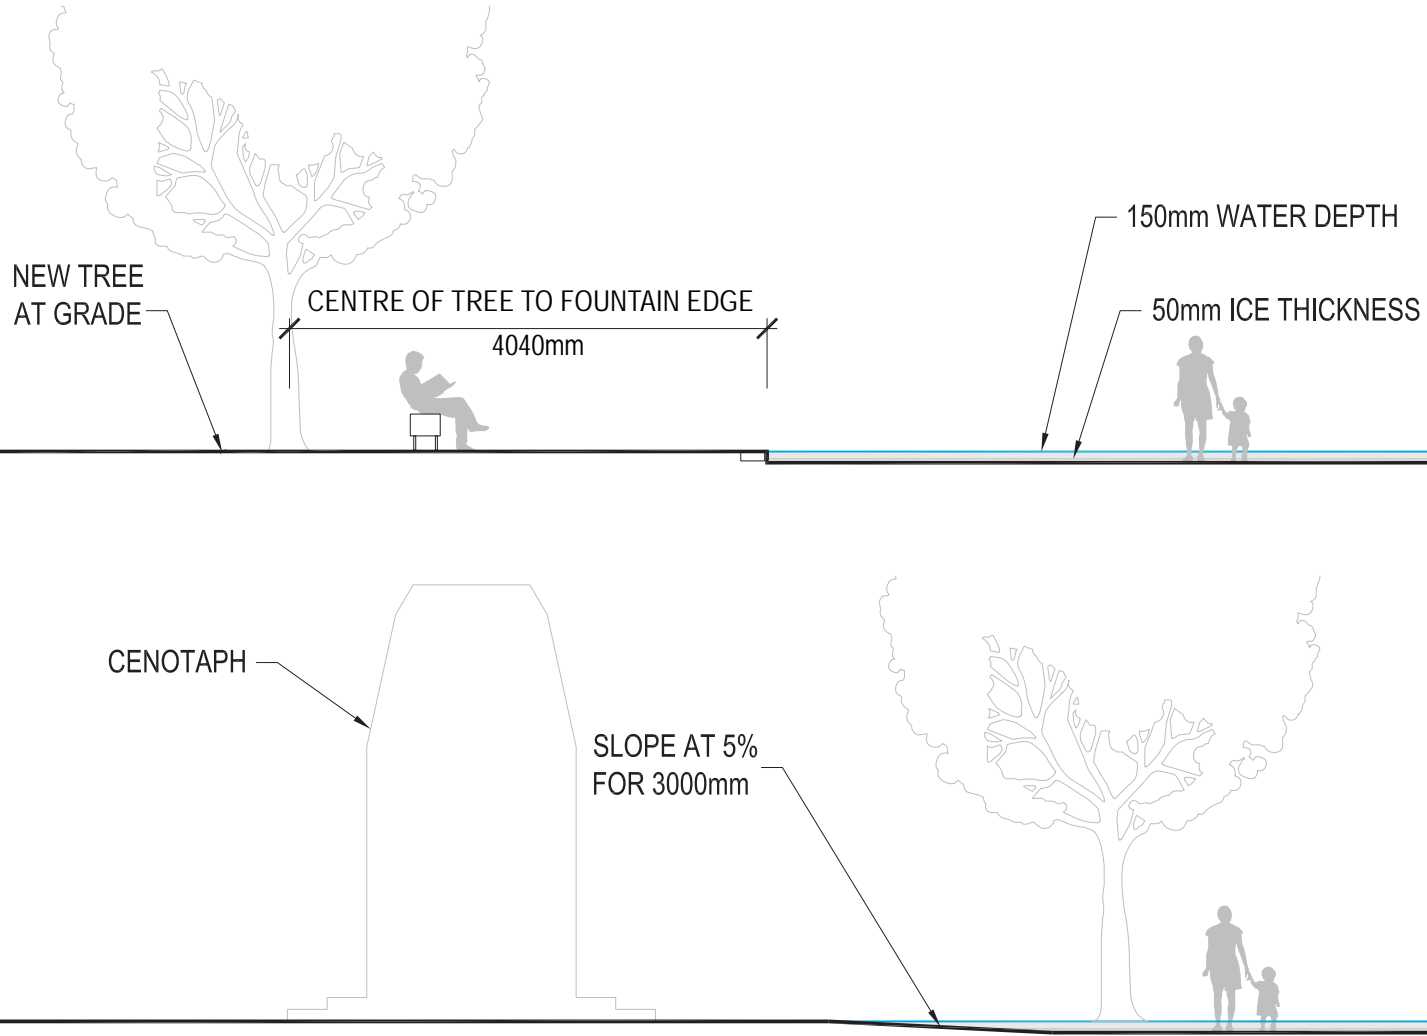 150mm WATER DEPTH
NEW TREE
AT GRADE
CENTRE OF TREE TO FOUNTAIN EDGE
4040mm
50mm ICE THICKNESS
CENOTAPH
SLOPE AT 5%
FOR 3000mm